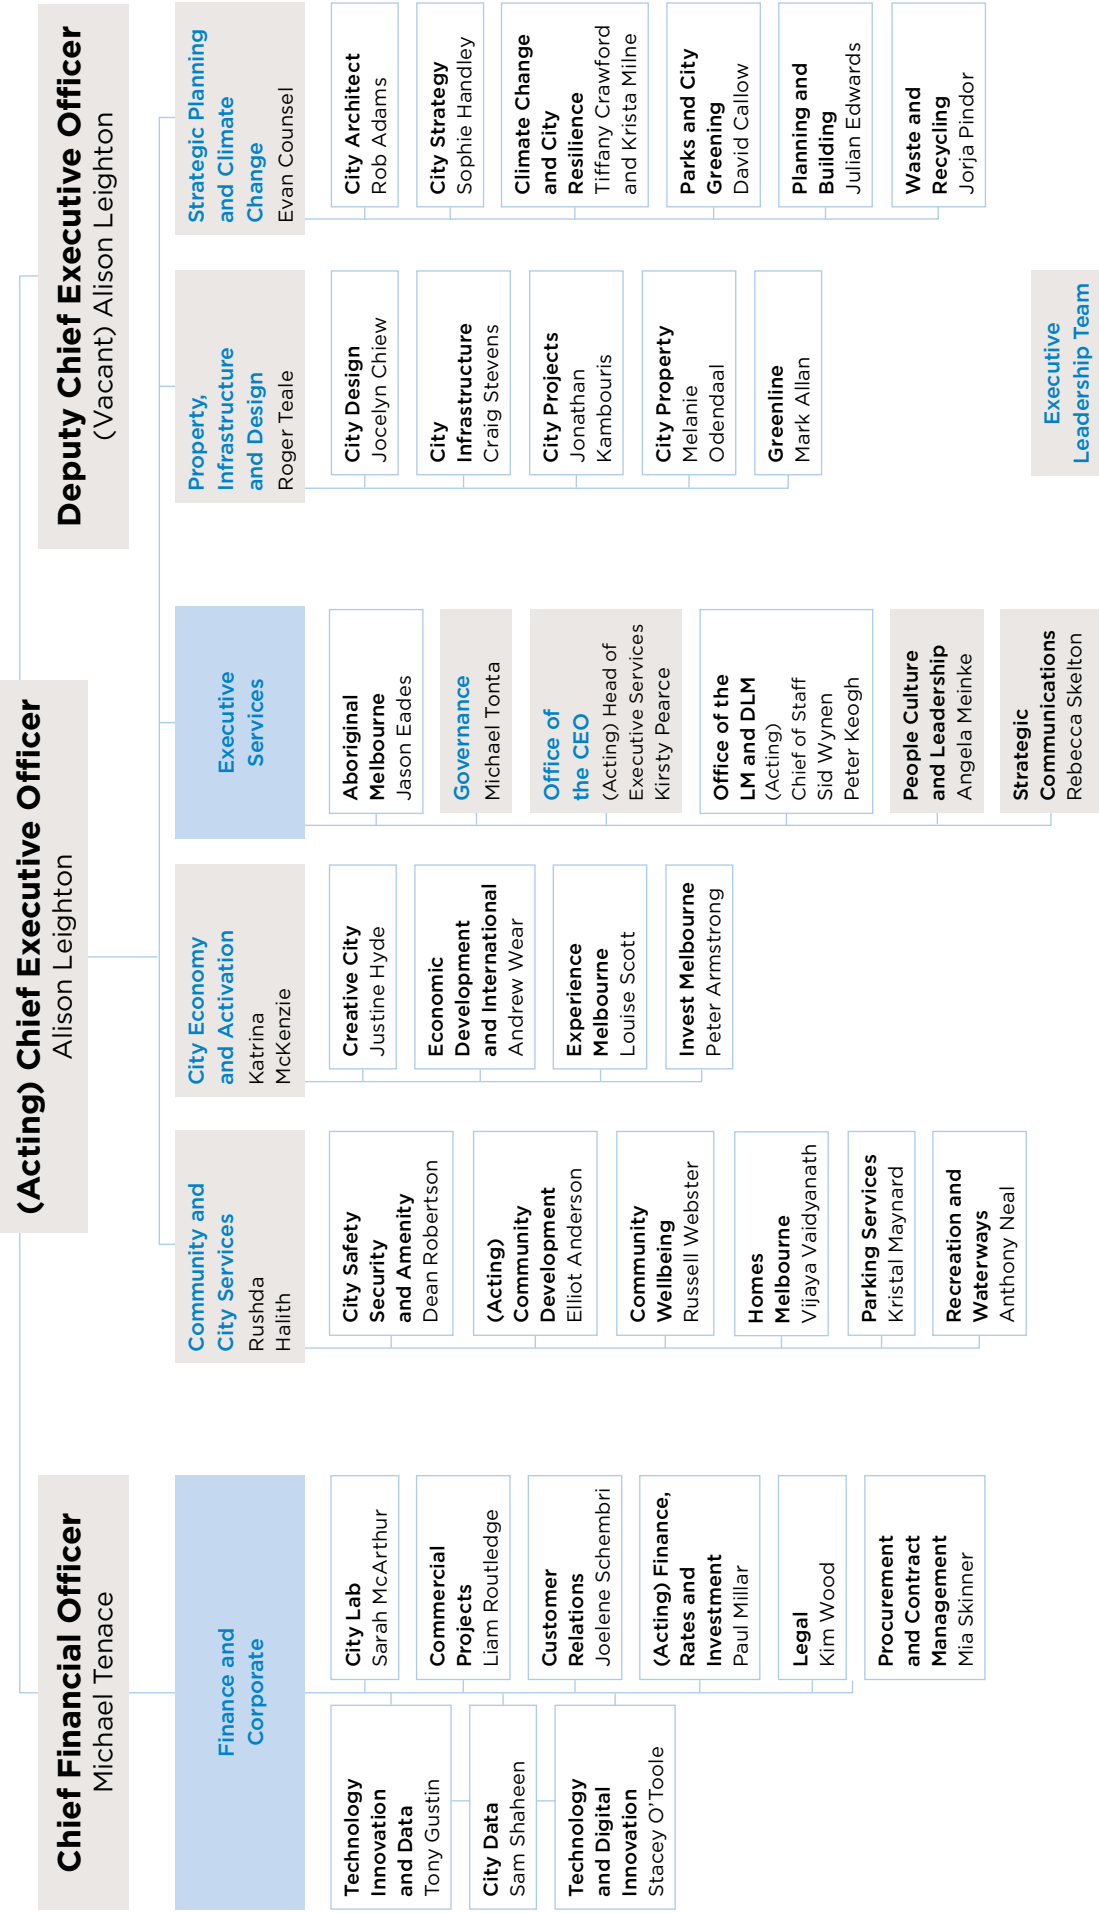 (Acting) Chief Executive Officer
Alison Leighton
Chief Financial Officer
Michael Tenace
Deputy Chief Executive Officer
(Vacant) Alison Leighton
Finance and
Corporate
Technology
Innovation
and Data
Tony Gustin
City Data
Sam Shaheen
Technology
and Digital
Innovation
Stacey O’Toole
City Lab
Sarah McArthur
Commercial
Projects
Liam Routledge
Customer
Relations
Joelene Schembri
(Acting) Finance,
Rates and
Investment
Paul Millar
Legal
Kim Wood
Procurement
and Contract
Management
Mia Skinner
Community and
City Services
Rushda
Halith
City Safety
Security
and Amenity
Dean Robertson
(Acting)
Community
Development
Elliot Anderson
Community
Wellbeing
Russell Webster
Homes
Melbourne
Vijaya Vaidyanath
Parking Services
Kristal Maynard
Recreation and
Waterways
Anthony Neal
City Economy
and Activation
Katrina
McKenzie
Creative City
Justine Hyde
Economic
Development
and International
Andrew Wear
Experience
Melbourne
Louise Scott
Invest Melbourne
Peter Armstrong
Executive
Services
Aboriginal
Melbourne
Jason Eades
Governance
Michael Tonta
Office of
the CEO
(Acting) Head of
Executive Services
Kirsty Pearce
Office of the
LM and DLM
(Acting)
Chief of Staff
Sid Wynen
Peter Keogh
People Culture
and Leadership
Angela Meinke
Strategic
Communications
Rebecca Skelton
Property,
Infrastructure
and Design
Roger Teale
City Design
Jocelyn Chiew
City
Infrastructure
Craig Stevens
City Projects
Jonathan
Kambouris
City Property
Melanie
Odendaal
Greenline
Mark Allan
Strategic Planning
and Climate
Change
Evan Counsel
City Architect
Rob Adams
City Strategy
Sophie Handley
Climate Change
and City
Resilience
Tiffany Crawford
and Krista Milne
Parks and City
Greening
David Callow
Planning and
Building
Julian Edwards
Waste and
Recycling
Jorja Pindor
Executive
Leadership Team